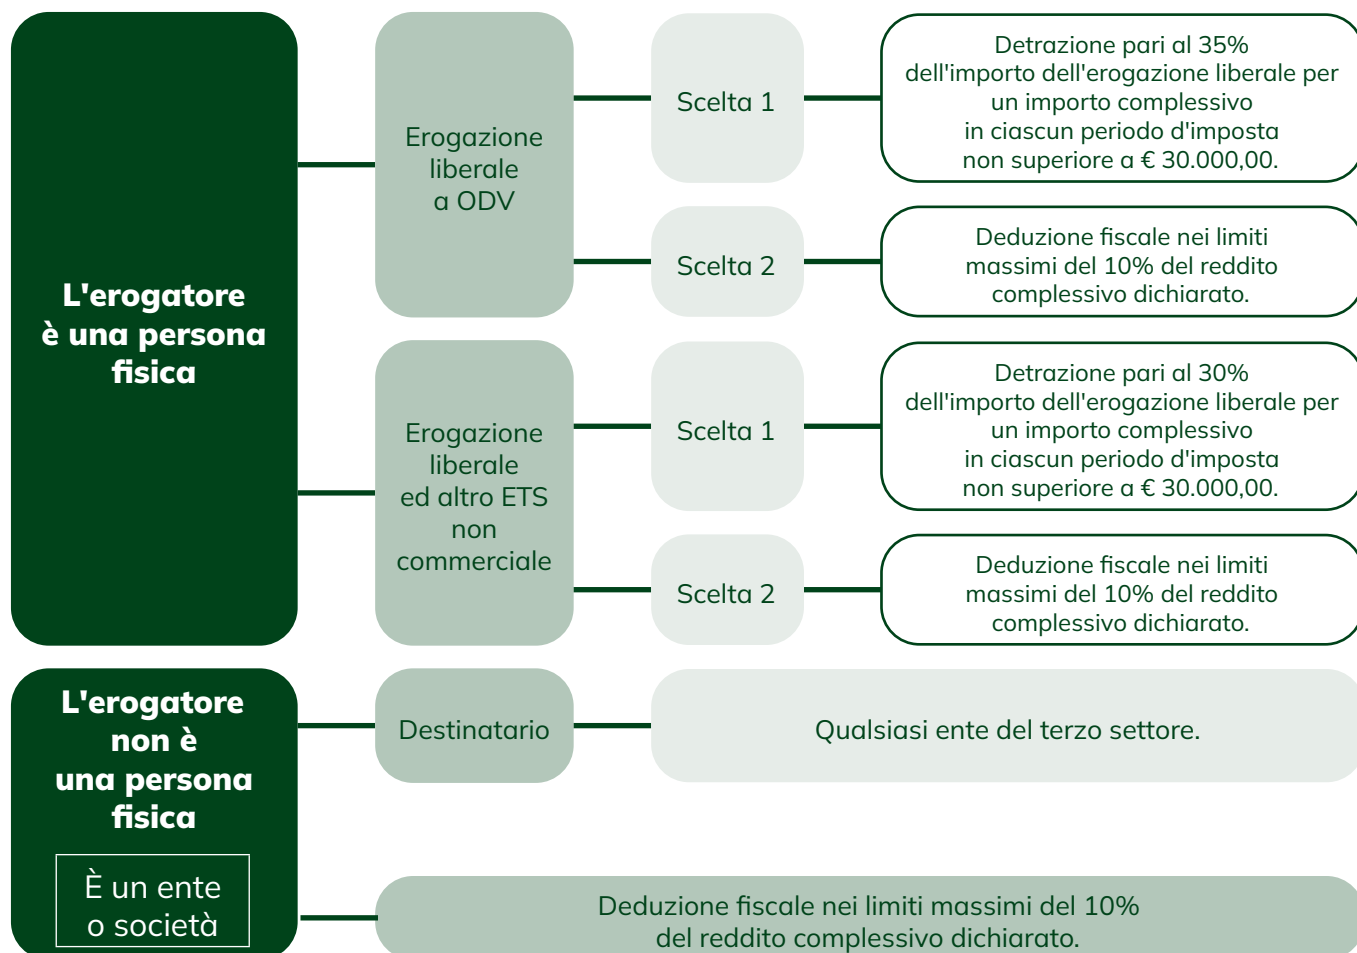 L'erogatore
è una persona
fisica
Erogazione
liberale
a ODV
Scelta 1
Detrazione pari al 35%
dell'importo dell'erogazione liberale per
un importo complessivo
in ciascun periodo d'imposta
non superiore a € 30.000,00.
Scelta 2
Deduzione fiscale nei limiti
massimi del 10% del reddito
complessivo dichiarato.
Erogazione
liberale
ed altro ETS
non
commerciale
Scelta 1
Detrazione pari al 30%
dell'importo dell'erogazione liberale per
un importo complessivo
in ciascun periodo d'imposta
non superiore a € 30.000,00.
Scelta 2
Deduzione fiscale nei limiti
massimi del 10% del reddito
complessivo dichiarato.
L'erogatore
non è
una persona
fisica
È un ente
o società
Destinatario
Qualsiasi ente del terzo settore.
Deduzione fiscale nei limiti massimi del 10%
del reddito complessivo dichiarato.